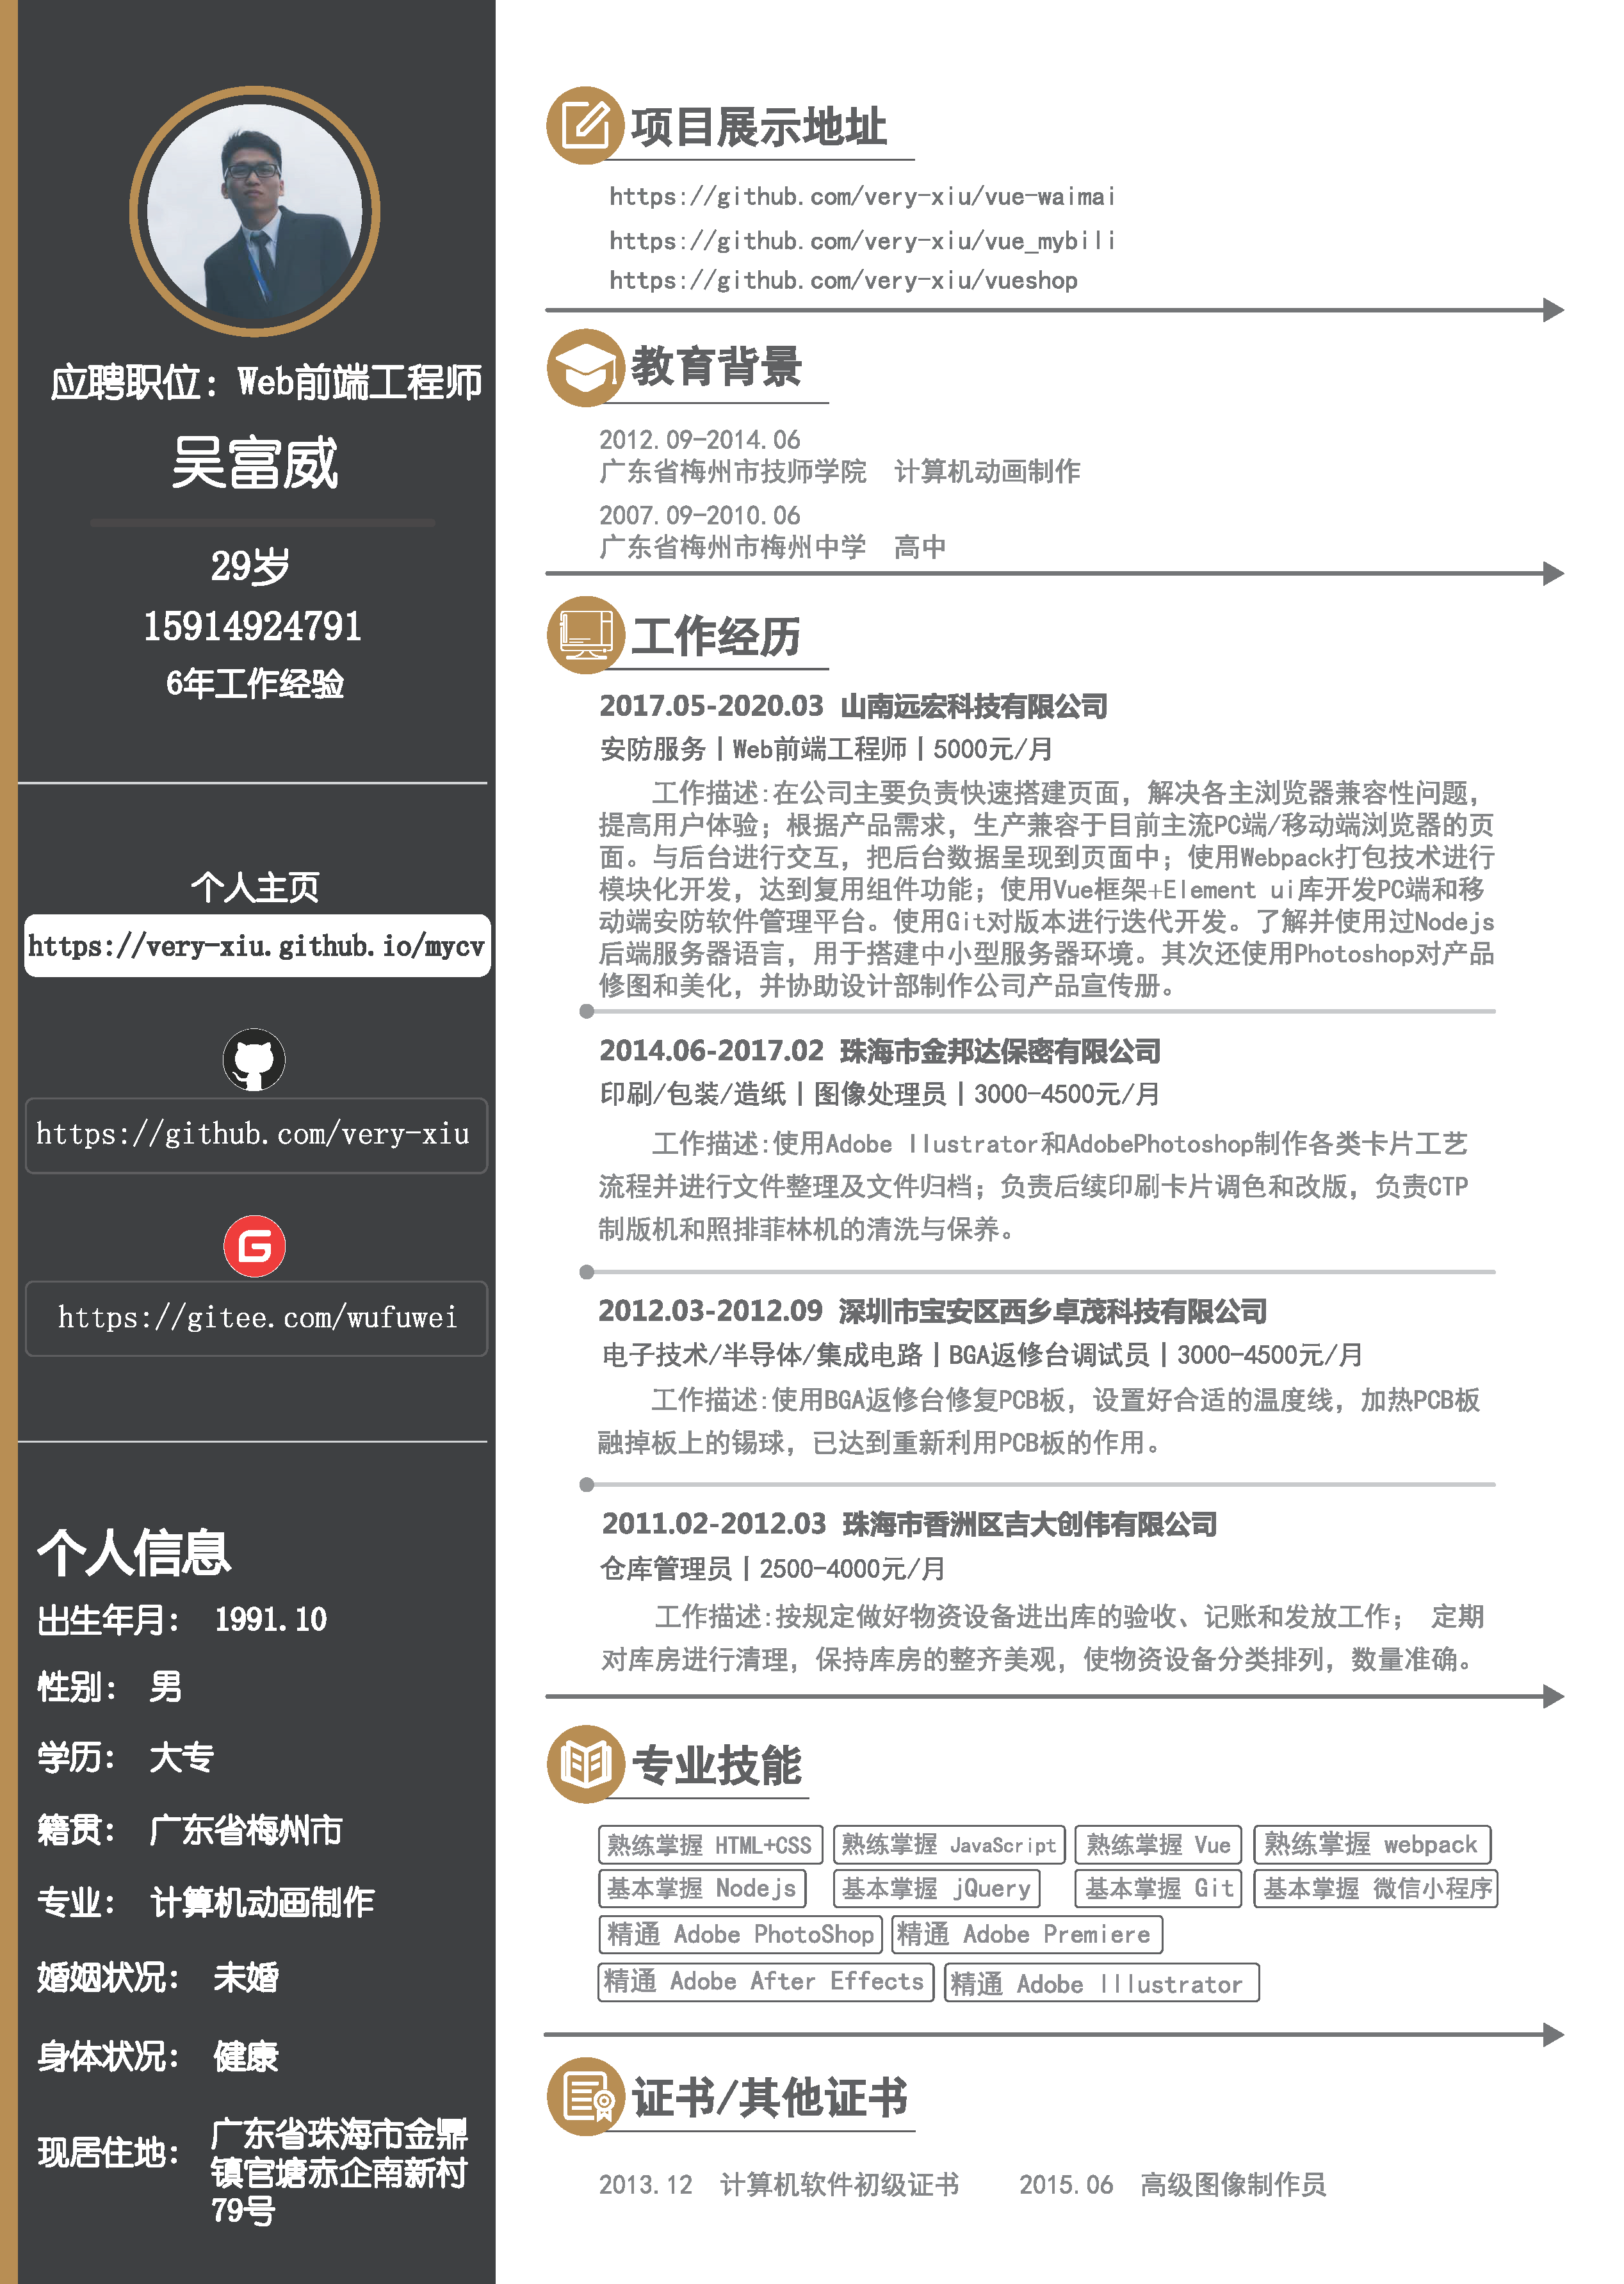 应聘职位：Web前端工程师
吴富威
29岁
15914924791
6年工作经验
个人主页
https://very-xiu.github.io/mycv
https://github.com/very-xiu
G
https://gitee.com/wufuwei
个人信息
出生年月： 1991.10
性别： 男
学历： 大专
籍贯： 广东省梅州市
专业： 计算机动画制作
婚姻状况： 未婚
身体状况： 健康
现居住地： 广东省珠海市金鼎
镇官塘赤企南新村
79号
项目展示地址
https://github.com/very-xiu/vue-waimai
https://github.com/very-xiu/vue_mybili
https://github.com/very-xiu/vueshop
教育背景
2012.09-2014.06
广东省梅州市技师学院 计算机动画制作
2007.09-2010.06
广东省梅州市梅州中学 高中
工作经历
2017.05-2020.03 山南远宏科技有限公司
安防服务|Web前端工程师|5000元/月
工作描述:在公司主要负责快速搭建页面，解决各主浏览器兼容性问题，
提高用户体验；根据产品需求，生产兼容于目前主流PC端/移动端浏览器的页
面。与后台进行交互，把后台数据呈现到页面中；使用Webpack打包技术进行
模块化开发，达到复用组件功能；使用Vue框架+Element ui库开发PC端和移
动端安防软件管理平台。使用Git对版本进行迭代开发。了解并使用过Nodejs
后端服务器语言，用于搭建中小型服务器环境。其次还使用Photoshop对产品
修图和美化，并协助设计部制作公司产品宣传册。
2014.06-2017.02 珠海市金邦达保密有限公司
印刷/包装/造纸|图像处理员|3000-4500元/月
工作描述:使用Adobe Ilustrator和AdobePhotoshop制作各类卡片工艺
流程并进行文件整理及文件归档；负责后续印刷卡片调色和改版，负责CTP
制版机和照排菲林机的清洗与保养。
2012.03-2012.09 深圳市宝安区西乡卓茂科技有限公司
电子技术/半导体/集成电路|BGA返修台调试员|3000-4500元/月
工作描述:使用BGA返修台修复PCB板，设置好合适的温度线，加热PCB板
融掉板上的锡球，已达到重新利用PCB板的作用。
2011.02-2012.03 珠海市香洲区吉大创伟有限公司
仓库管理员|2500-4000元/月
工作描述:按规定做好物资设备进出库的验收、记账和发放工作； 定期
对库房进行清理，保持库房的整齐美观，使物资设备分类排列，数量准确。
专业技能
熟练掌握 HTML+CSS 熟练掌握 JavaScript 熟练掌握 Vue 熟练掌握 webpack
基本掌握 Nodejs 基本掌握 jQuery 基本掌握 Git 基本掌握 微信小程序
精通 Adobe PhotoShop 精通 Adobe Premiere
精通 Adobe After Effects 精通 Adobe Illustrator
证书/其他证书
2013.12 计算机软件初级证书 2015.06 高级图像制作员